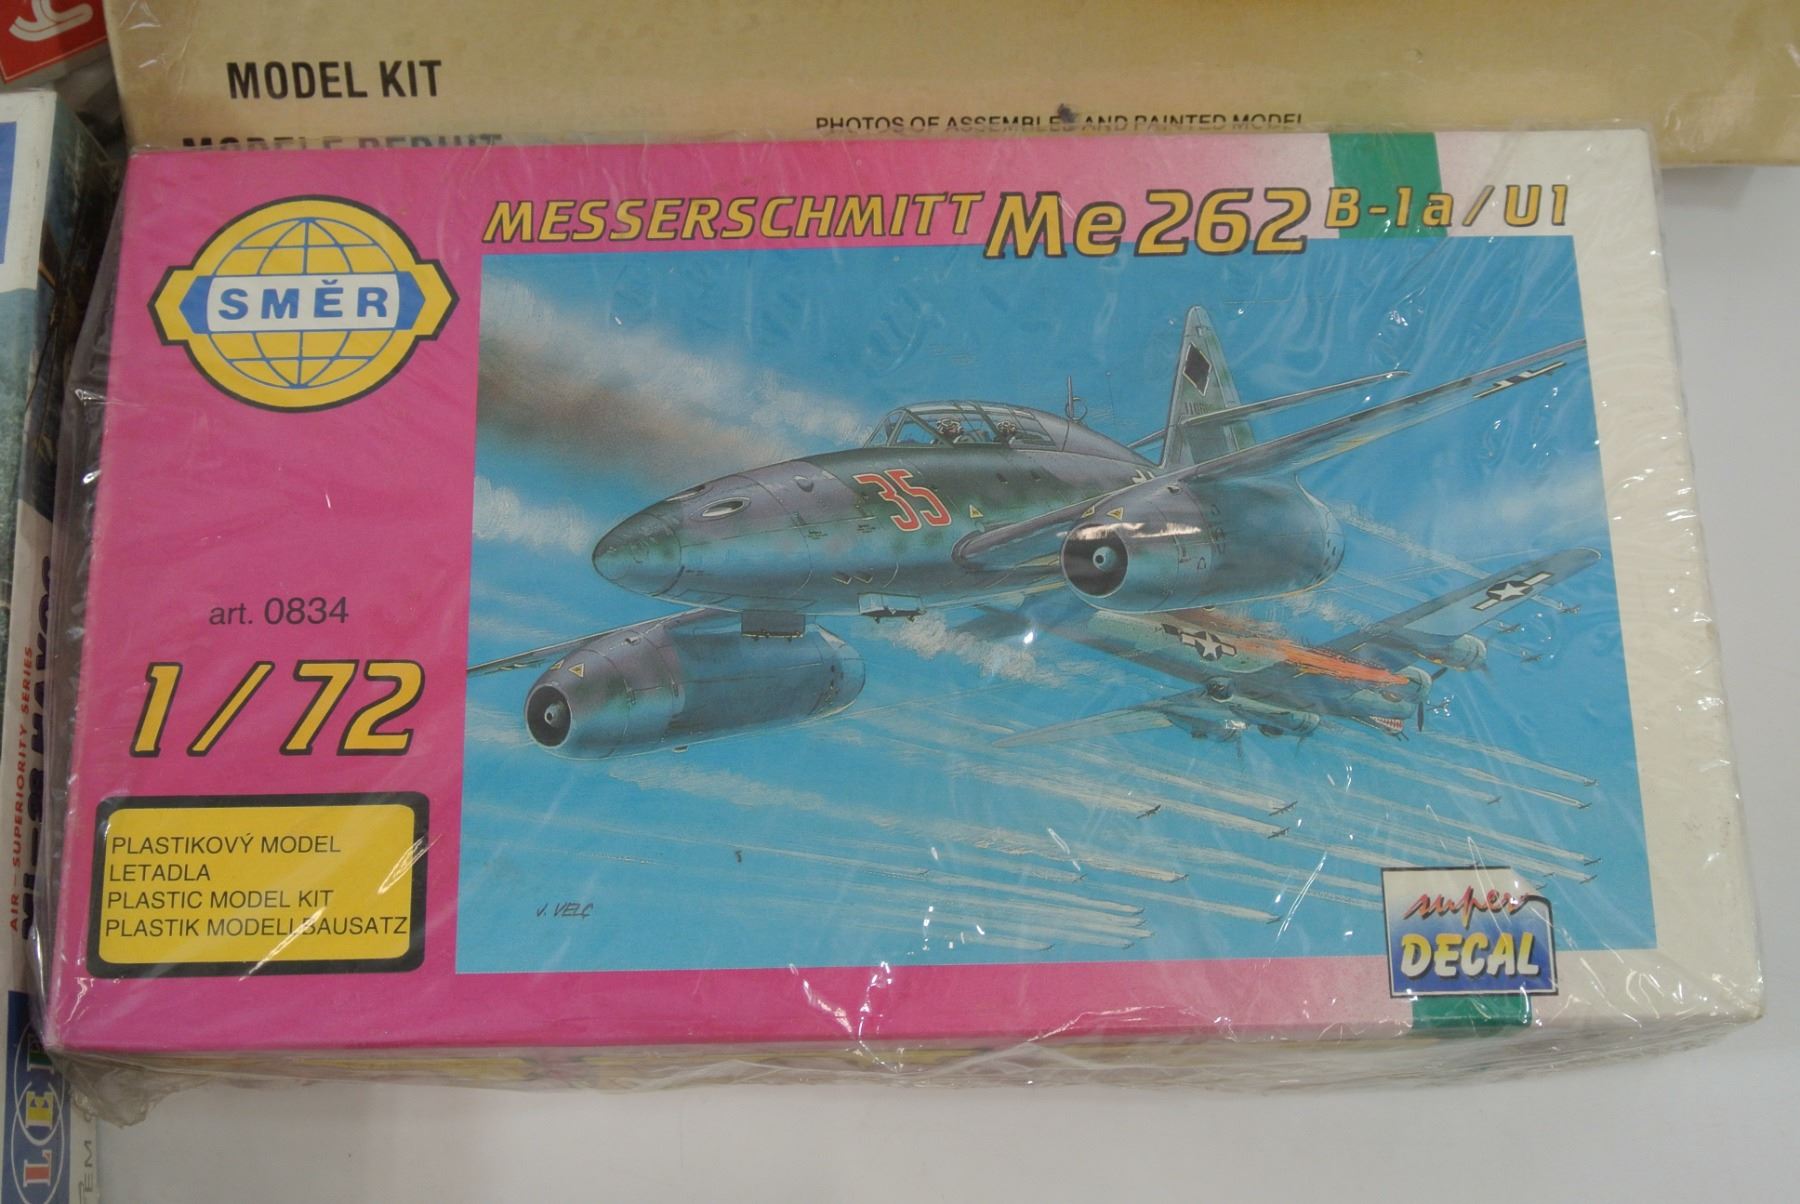 MODEL KIT
PHOTOS OF ASSEMBLED AND PAINTED MODEL
MESSERSCHMITT Me 262 B-1a/U1
SMĚR
35
art. 0834
1/72
PLASTIKOVÝ MODEL
LETADLA
PLASTIC MODEL KIT
PLASTIK MODELLBAUSATZ
J. VELC
super
DECAL
AIR-SUPERIORITY SERIES